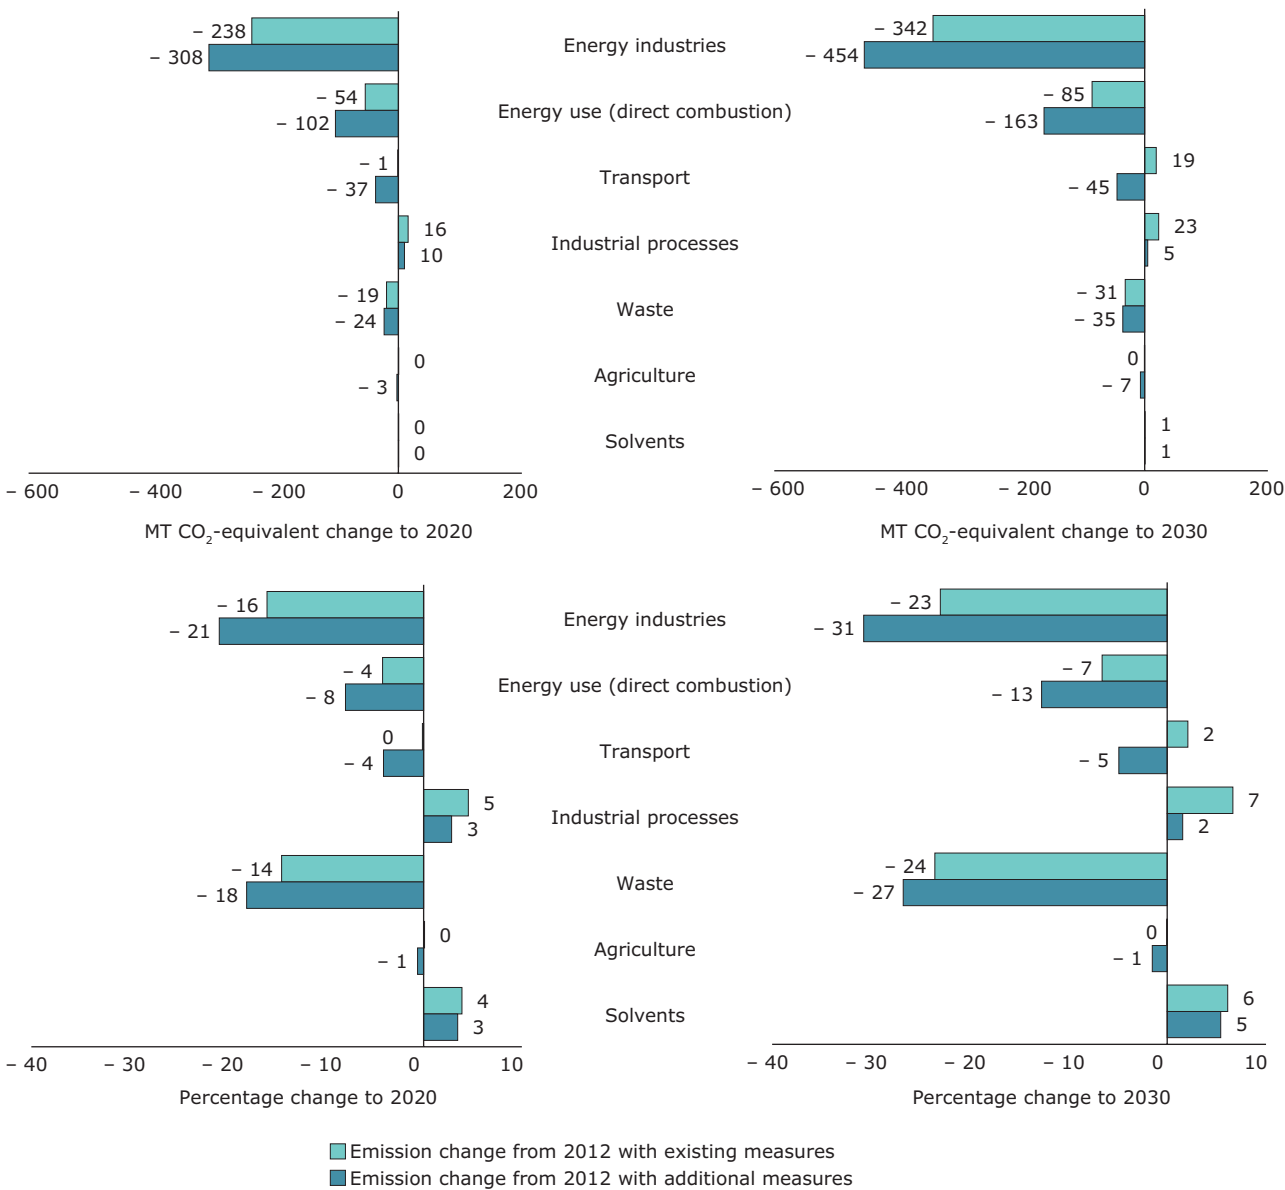 – 238
– 308
Energy industries
– 342
– 454
– 54
– 102
Energy use (direct combustion)
– 85
– 163
– 1
– 37
Transport
19
– 45
16
10
Industrial processes
23
5
– 19
– 24
Waste
– 31
– 35
0
– 3
Agriculture
0
– 7
0
0
Solvents
1
1
– 600 – 400 – 200 0 200
– 600 – 400 – 200 0 200
MT CO₂-equivalent change to 2020
MT CO₂-equivalent change to 2030
– 16
– 21
Energy industries
– 23
– 31
– 4
– 8
Energy use (direct combustion)
– 7
– 13
0
– 4
Transport
2
– 5
5
3
Industrial processes
7
2
– 14
– 18
Waste
– 24
– 27
0
– 1
Agriculture
0
– 1
4
3
Solvents
6
5
– 40 – 30 – 20 – 10 0 10
– 40 – 30 – 20 – 10 0 10
Percentage change to 2020
Percentage change to 2030
Emission change from 2012 with existing measures
Emission change from 2012 with additional measures